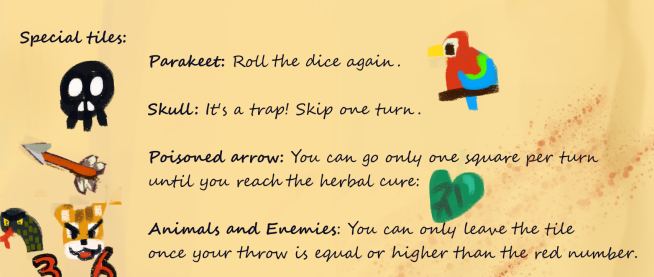 Special tiles:
Parakeet: Roll the dice again.
Skull: It's a trap! Skip one turn.
Poisoned arrow: You can go only one square per turn
until you reach the herbal cure:
21
Animals and Enemies: You can only leave the tile
once your throw is equal or higher than the red number.
3 6